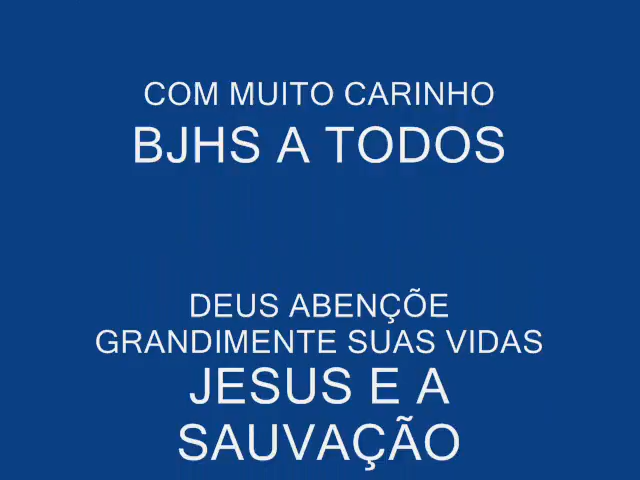 COM MUITO CARINHO
BJHS A TODOS
DEUS ABENÇÕE
GRANDIMENTE SUAS VIDAS
JESUS E A
SAUVAÇÃO